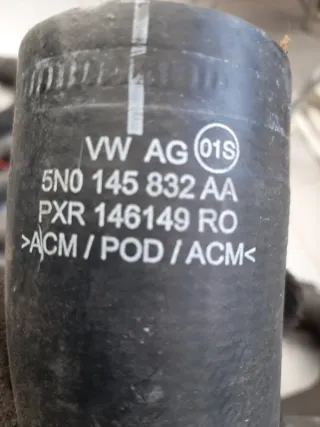 VW AG 01S
5N0 145 832 AA
PXR 146149 RO
>ACM / POD / ACM<